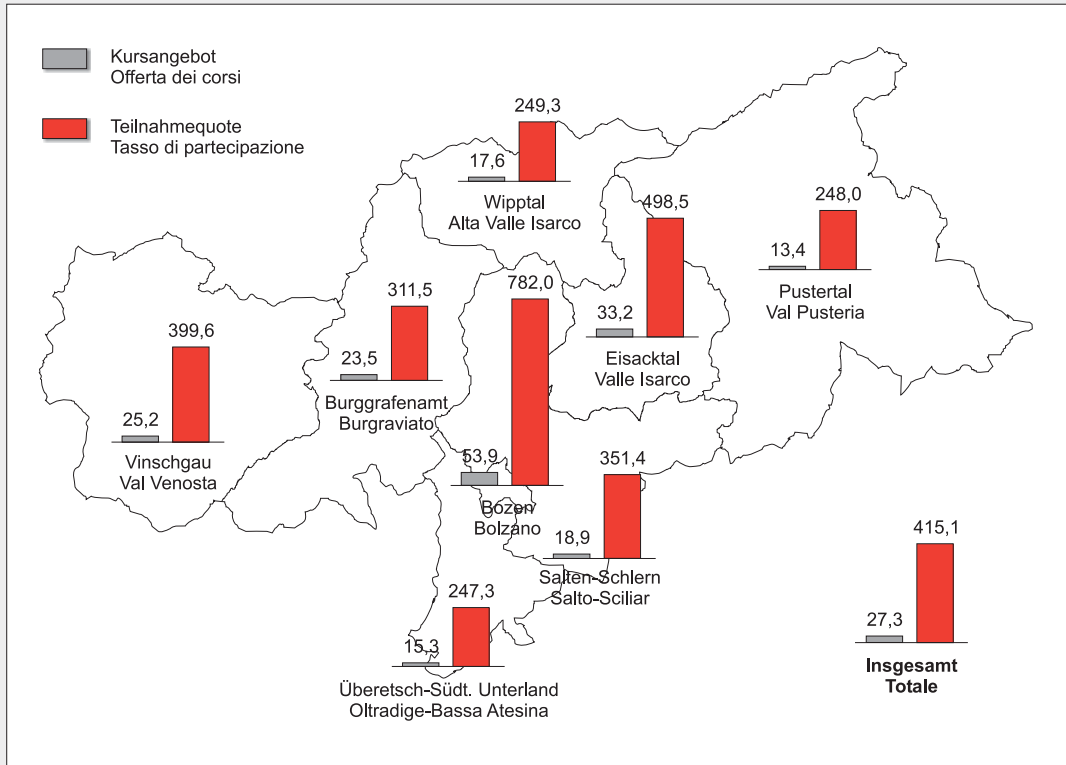 Kursangebot
Offerta dei corsi
Teilnahmequote
Tasso di partecipazione
249,3
17,6
Wipptal
Alta Valle Isarco
498,5
33,2
Eisacktal
Valle Isarco
248,0
13,4
Pustertal
Val Pusteria
399,6
25,2
Vinschgau
Val Venosta
311,5
23,5
Burggrafenamt
Burgraviato
782,0
53,9
Bozen
Bolzano
351,4
18,9
Salten-Schlern
Salto-Sciliar
247,3
15,3
Überetsch-Südt. Unterland
Oltradige-Bassa Atesina
415,1
27,3
Insgesamt
Totale